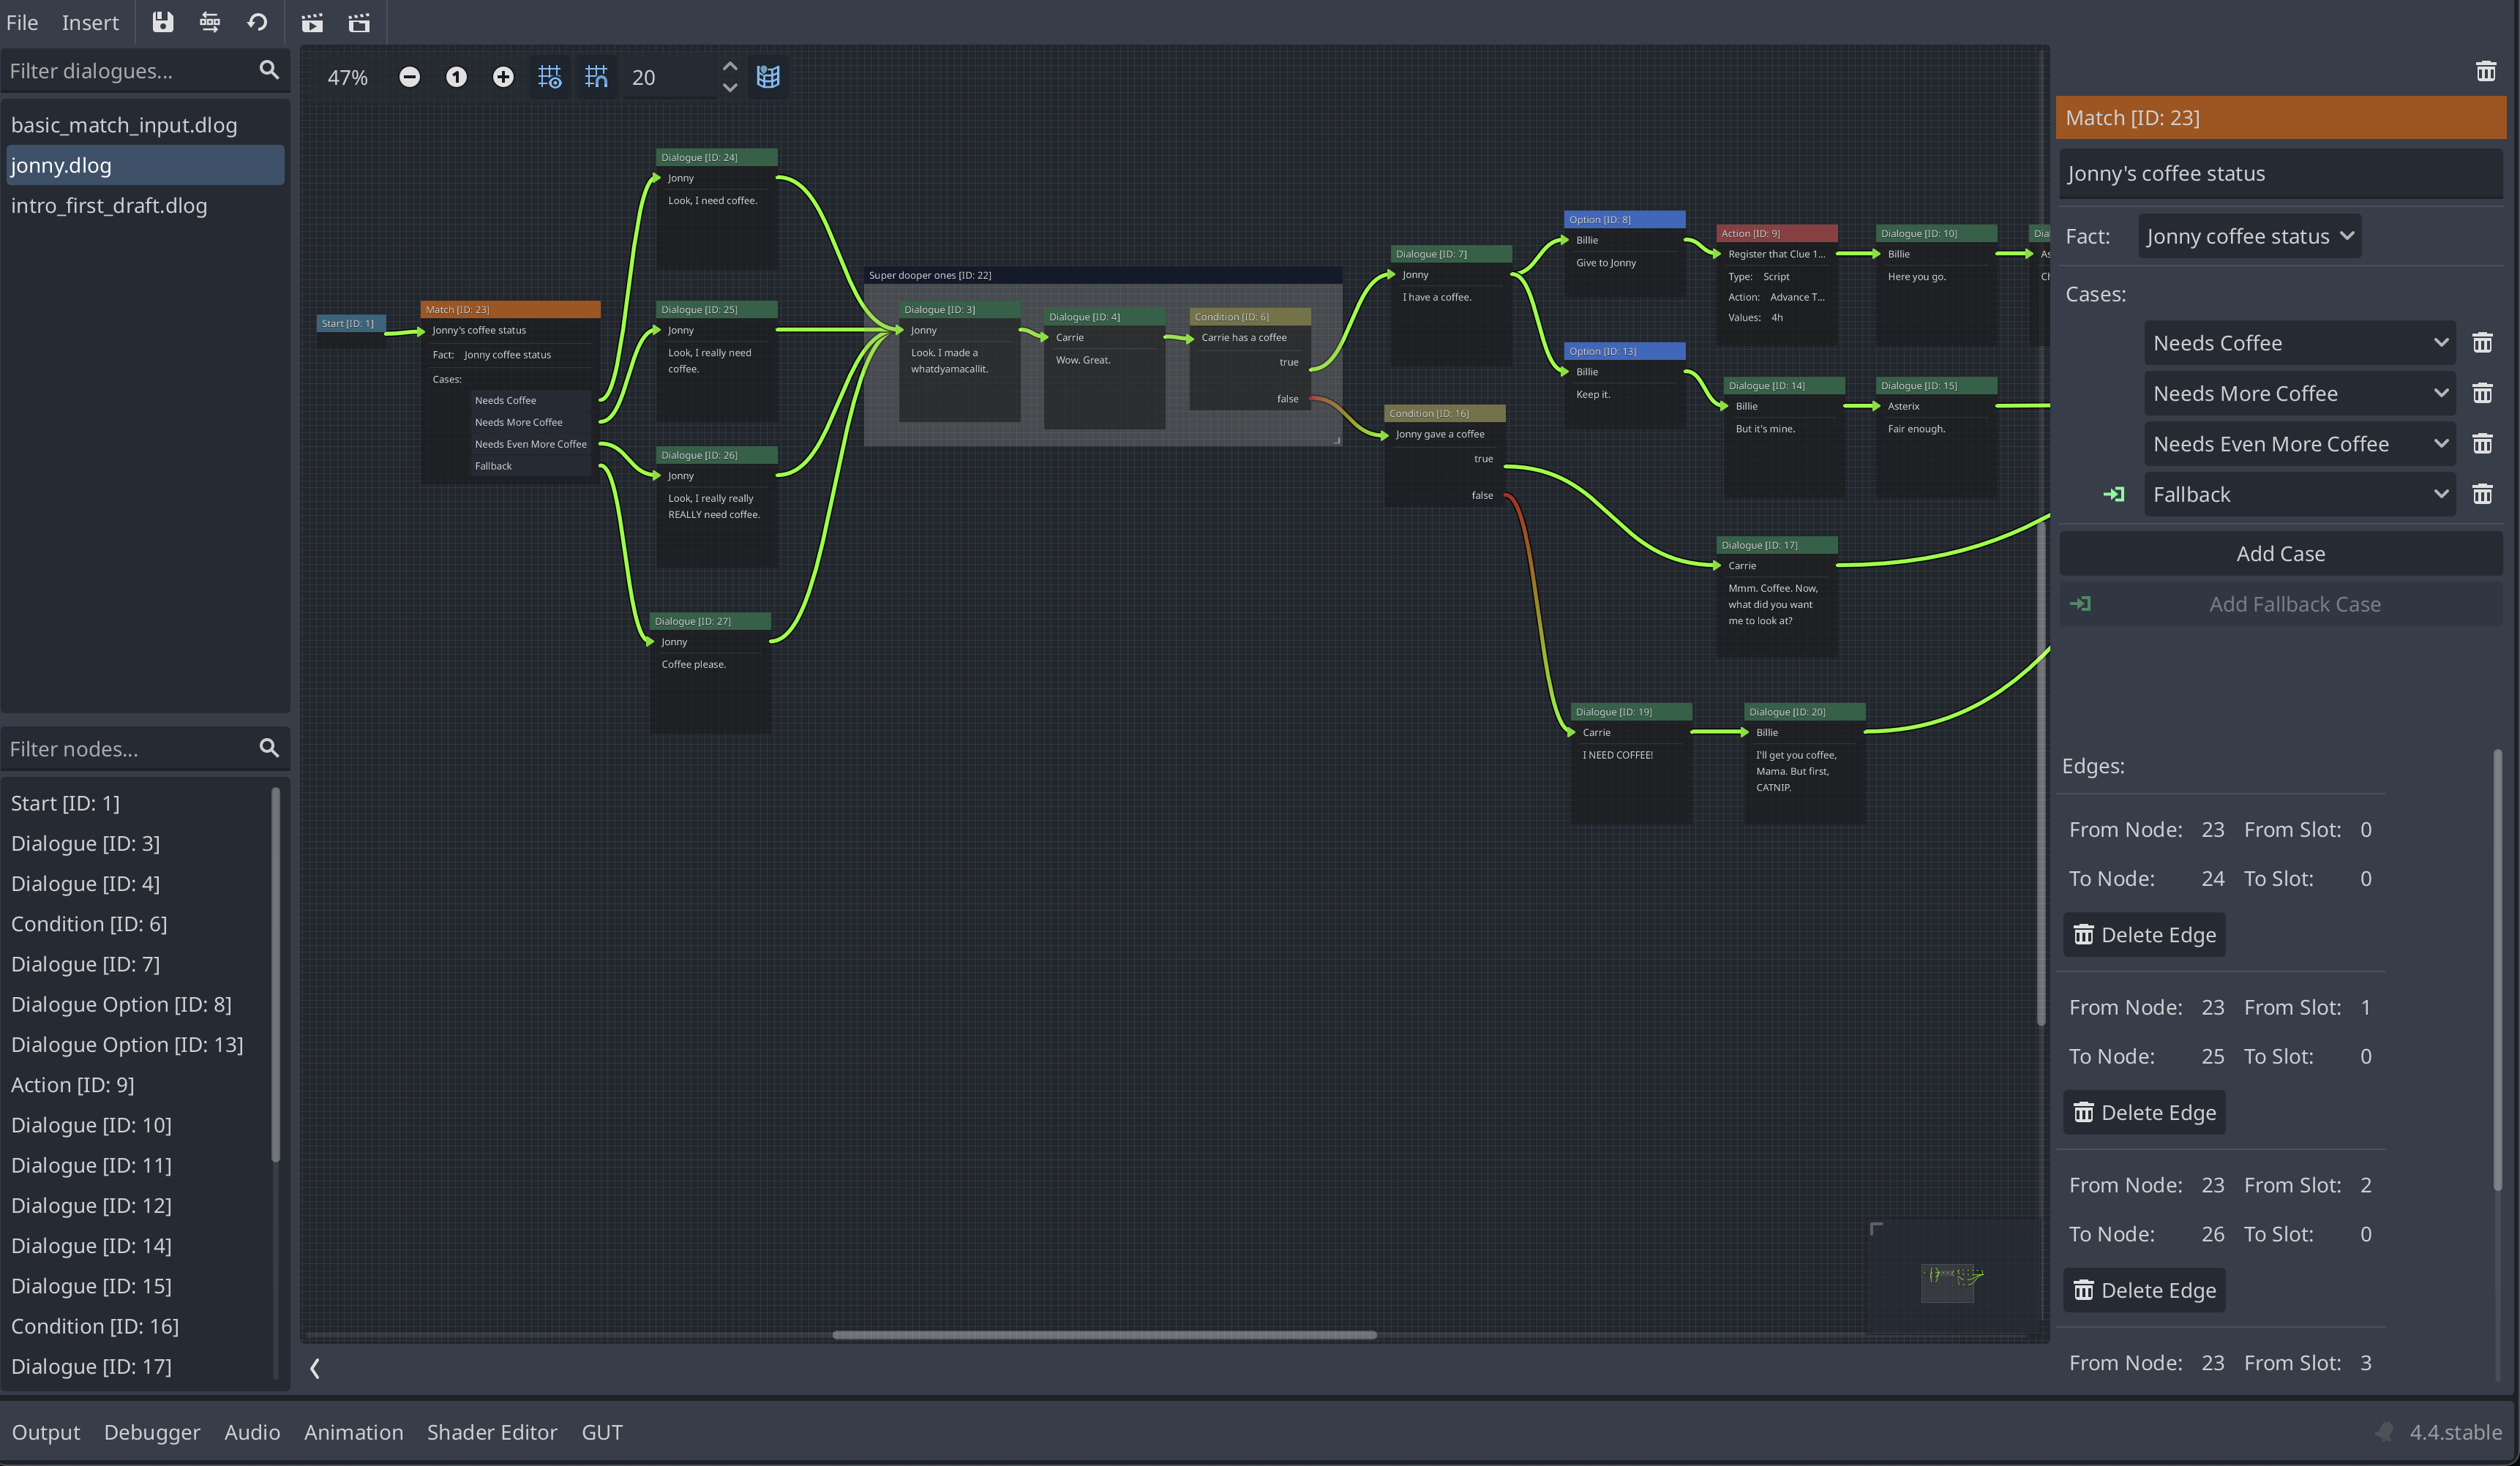 File Insert
Filter dialogues...
basic_match_input.dlog
jonny.dlog
intro_first_draft.dlog
Filter nodes...
Start [ID: 1]
Dialogue [ID: 3]
Dialogue [ID: 4]
Condition [ID: 6]
Dialogue [ID: 7]
Dialogue Option [ID: 8]
Dialogue Option [ID: 13]
Action [ID: 9]
Dialogue [ID: 10]
Dialogue [ID: 11]
Dialogue [ID: 12]
Dialogue [ID: 14]
Dialogue [ID: 15]
Condition [ID: 16]
Dialogue [ID: 17]
47% 1 20
Start [ID: 1]
Match [ID: 23]
Jonny's coffee status
Fact: Jonny coffee status
Cases:
Needs Coffee
Needs More Coffee
Needs Even More Coffee
Fallback
Dialogue [ID: 24]
Jonny
Look, I need coffee.
Dialogue [ID: 25]
Jonny
Look, I really need
coffee.
Dialogue [ID: 26]
Jonny
Look, I really really
REALLY need coffee.
Dialogue [ID: 27]
Jonny
Coffee please.
Super dooper ones [ID: 22]
Dialogue [ID: 3]
Jonny
Look. I made a
whatdyamacallit.
Dialogue [ID: 4]
Carrie
Wow. Great.
Condition [ID: 6]
Carrie has a coffee
true
false
Dialogue [ID: 7]
Jonny
I have a coffee.
Condition [ID: 16]
Jonny gave a coffee
true
false
Option [ID: 8]
Billie
Give to Jonny
Option [ID: 13]
Billie
Keep it.
Action [ID: 9]
Register that Clue 1...
Type: Script
Action: Advance T...
Values: 4h
Dialogue [ID: 10]
Billie
Here you go.
Dialogue [ID: 14]
Billie
But it's mine.
Dialogue [ID: 15]
Asterix
Fair enough.
Dialogue [ID: 17]
Carrie
Mmm. Coffee. Now,
what did you want
me to look at?
Dialogue [ID: 19]
Carrie
I NEED COFFEE!
Dialogue [ID: 20]
Billie
I'll get you coffee,
Mama. But first,
CATNIP.
Match [ID: 23]
Jonny's coffee status
Fact: Jonny coffee status
Cases:
Needs Coffee
Needs More Coffee
Needs Even More Coffee
Fallback
Add Case
Add Fallback Case
Edges:
From Node: 23 From Slot: 0
To Node: 24 To Slot: 0
Delete Edge
From Node: 23 From Slot: 1
To Node: 25 To Slot: 0
Delete Edge
From Node: 23 From Slot: 2
To Node: 26 To Slot: 0
Delete Edge
From Node: 23 From Slot: 3
Output Debugger Audio Animation Shader Editor GUT
4.4.stable